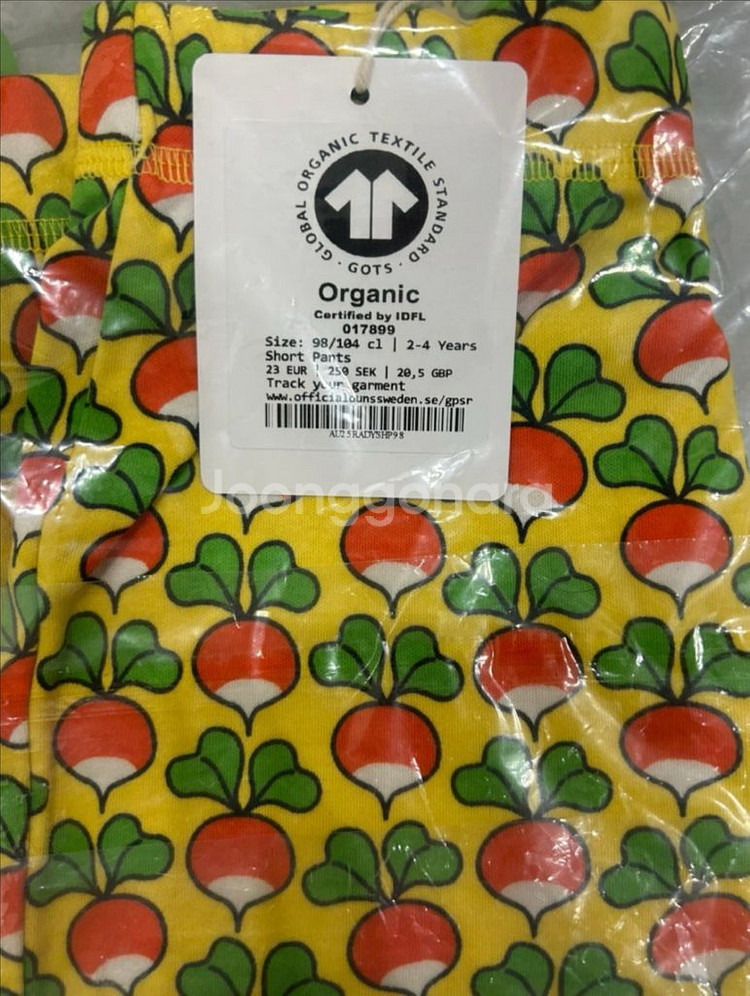 GLOBAL ORGANIC TEXTILE STANDARD · GOTS ·
Organic
Certified by IDFL
017899
Size: 98/104 cl | 2-4 Years
Short Pants
23 EUR | 250 SEK | 20,5 GBP
Track your garment
www.officialdunssweden.se/gpsr
AU25RADYSHP98
Joonggonara